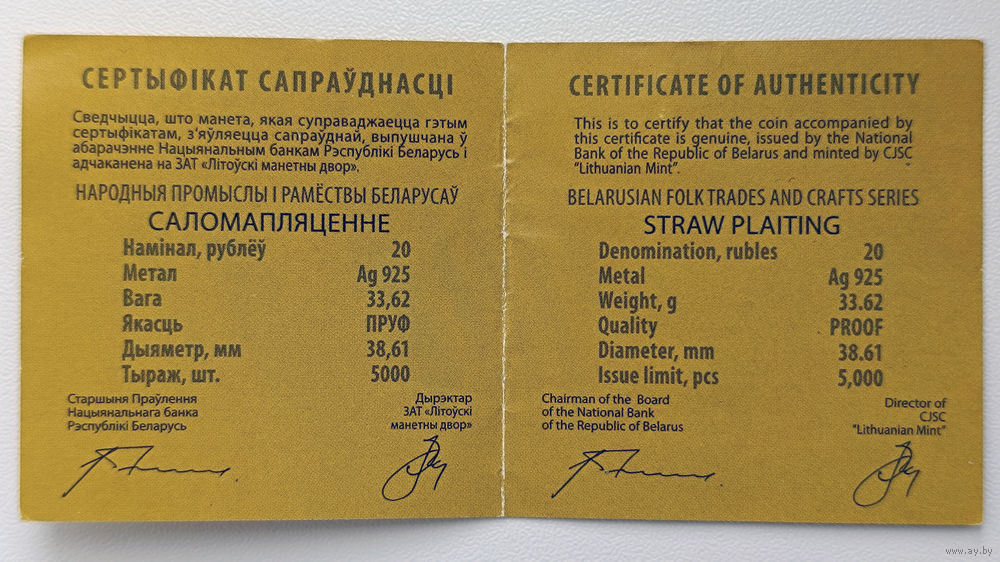 СЕРТЫФІКАТ САПРАЎДНАСЦІ
Сведчыцца, што манета, якая суправаджаецца гэтым
сертыфікатам, з'яўляецца сапраўднай, выпушчана ў
абарачэнне Нацыянальным банкам Рэспублікі Беларусь і
адчаканена на ЗАТ «Літоўскі манетны двор».
НАРОДНЫЯ ПРОМЫСЛЫ І РАМЁСТВЫ БЕЛАРУСАЎ
САЛОМАПЛЯЦЕННЕ
Намінал, рублёў 20
Метал Ag 925
Вага 33,62
Якасць ПРУФ
Дыяметр, мм 38,61
Тыраж, шт. 5000
Старшыня Праўлення
Нацыянальнага банка
Рэспублікі Беларусь
Дырэктар
ЗАТ «Літоўскі
манетны двор»
CERTIFICATE OF AUTHENTICITY
This is to certify that the coin accompanied by
this certificate is genuine, issued by the National
Bank of the Republic of Belarus and minted by CJSC
"Lithuanian Mint".
BELARUSIAN FOLK TRADES AND CRAFTS SERIES
STRAW PLAITING
Denomination, rubles 20
Metal Ag 925
Weight, g 33.62
Quality PROOF
Diameter, mm 38.61
Issue limit, pcs 5,000
Chairman of the Board
of the National Bank
of the Republic of Belarus
Director of
CJSC
"Lithuanian Mint"
www.ay.by